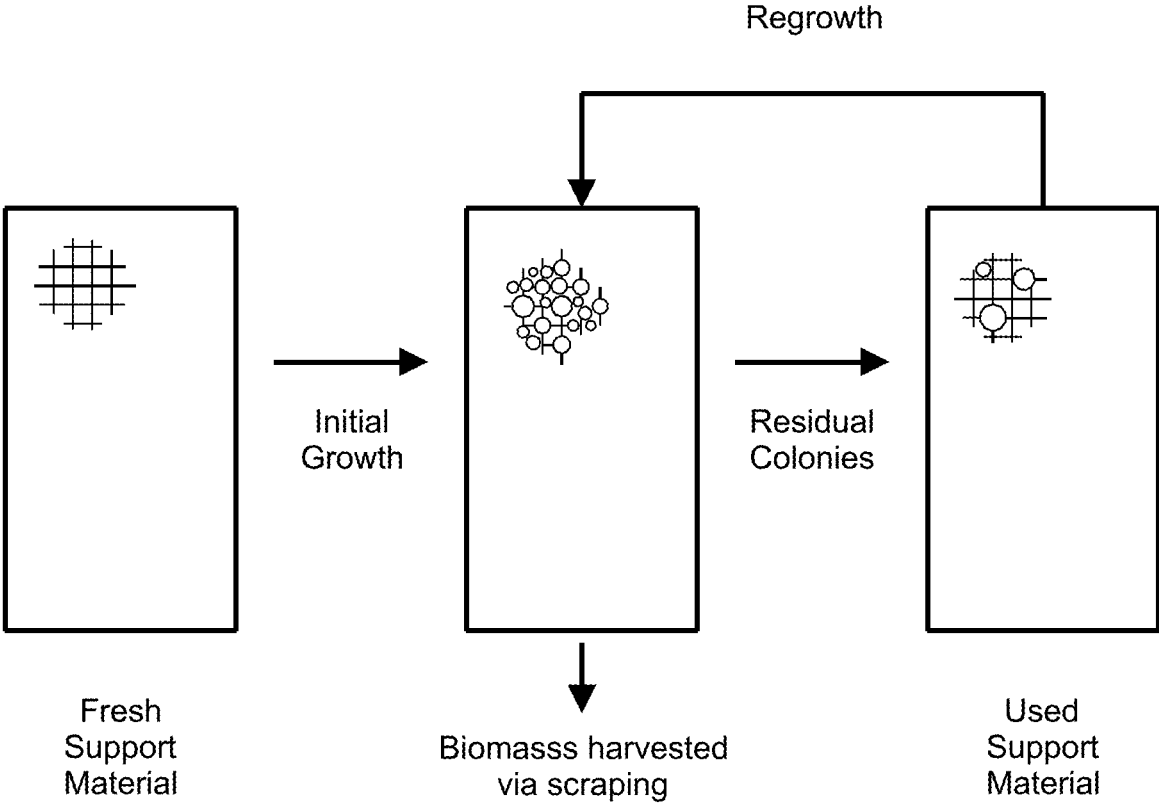 Regrowth
Initial
Growth
Residual
Colonies
Fresh
Support
Material
Biomasss harvested
via scraping
Used
Support
Material